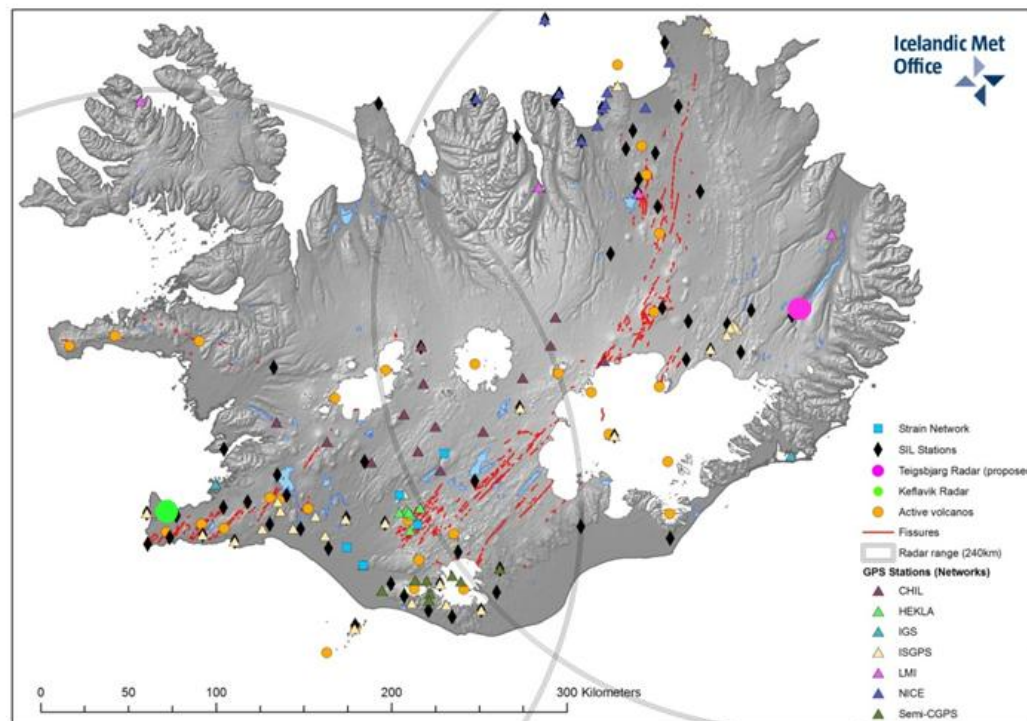 Icelandic Met
Office
Strain Network
SIL Stations
Teigsbjarg Radar (propose
Keflavik Radar
Active volcanos
Fissures
Radar range (240km)
GPS Stations (Networks)
CHIL
HEKLA
IGS
ISGPS
LMI
NICE
Semi-CGPS
0 50 100 200 300 Kilometers